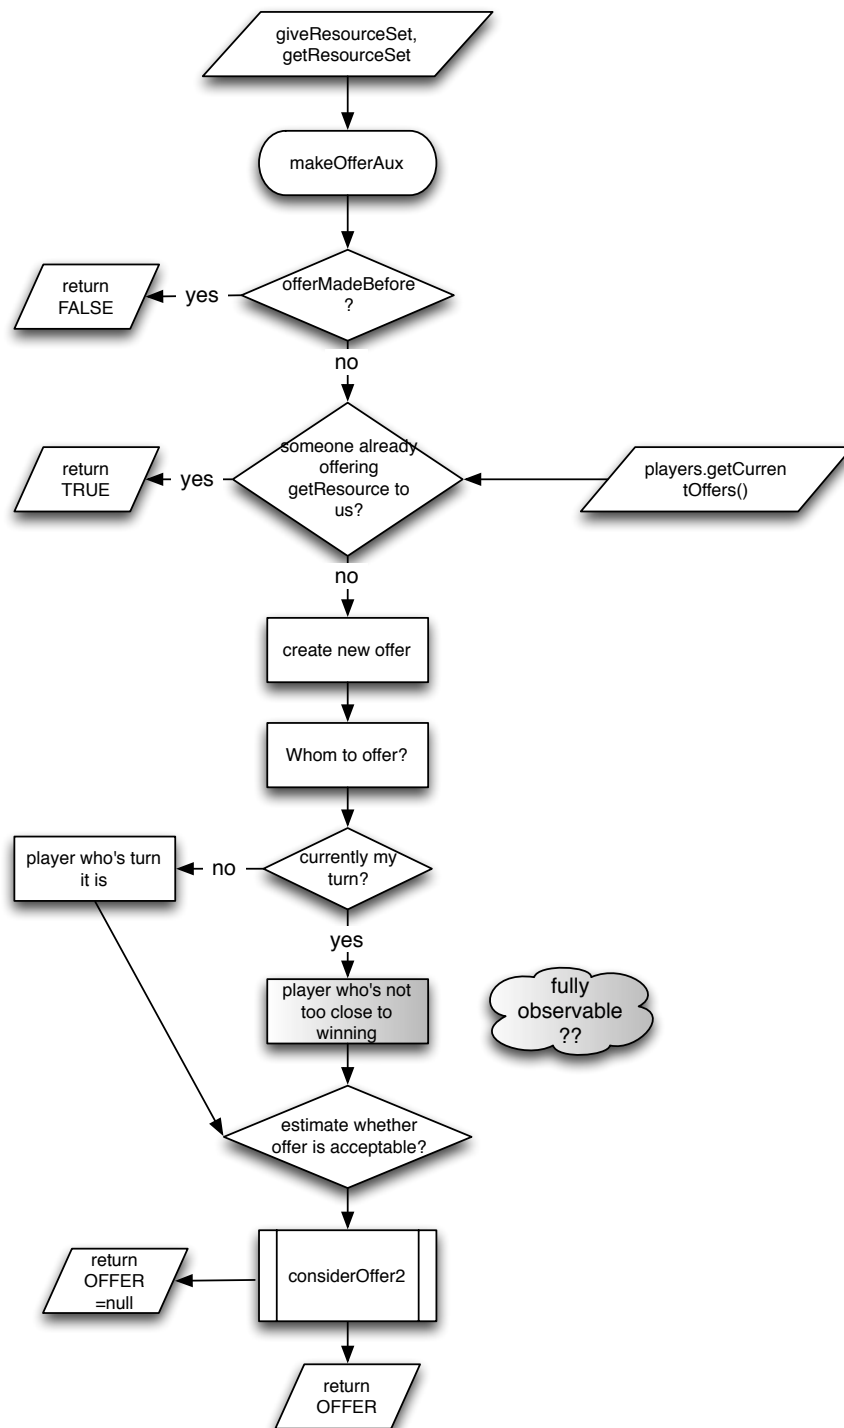 giveResourceSet,
getResourceSet
makeOfferAux
offerMadeBefore
?
return
FALSE
yes
no
someone already
offering
getResource to
us?
return
TRUE
yes
players.getCurren
tOffers()
no
create new offer
Whom to offer?
currently my
turn?
no
player who's turn
it is
yes
player who's not
too close to
winning
fully
observable
??
estimate whether
offer is acceptable?
considerOffer2
return
OFFER
=null
return
OFFER